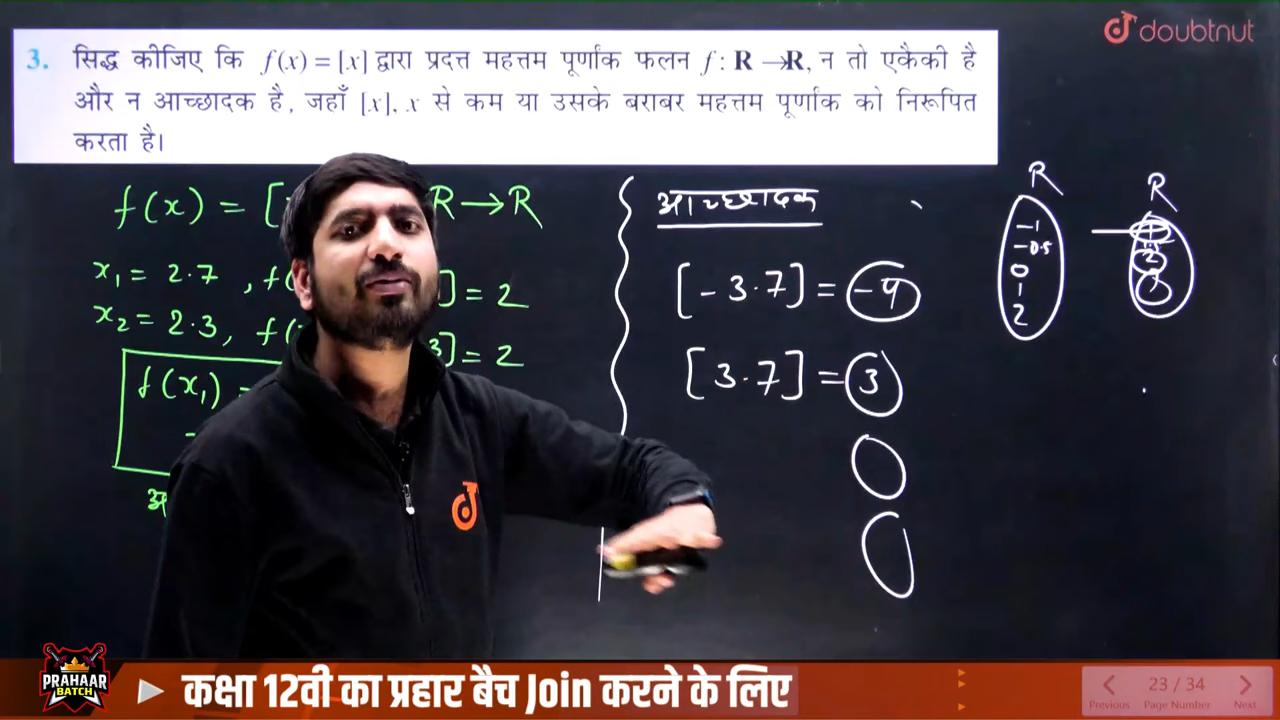 doubtnut
3. सिद्ध कीजिए कि f(x) = [x] द्वारा प्रदत्त महत्तम पूर्णांक फलन f : R → R, न तो एकैकी है
और न आच्छादक है, जहाँ [x], x से कम या उसके बराबर महत्तम पूर्णांक को निरूपित
करता है।
f(x) = [ R → R
x₁ = 2.7 , f( ] = 2
x₂ = 2.3, f( 3] = 2
f(x₁) =
आच्छादक
[-3.7] = -4
[3.7] = 3
R
-1
-0.5
0
1
2
R
PRAHAAR
BATCH
कक्षा 12वी का प्रहार बैच Join करने के लिए
23 / 34
Previous Page Number Next